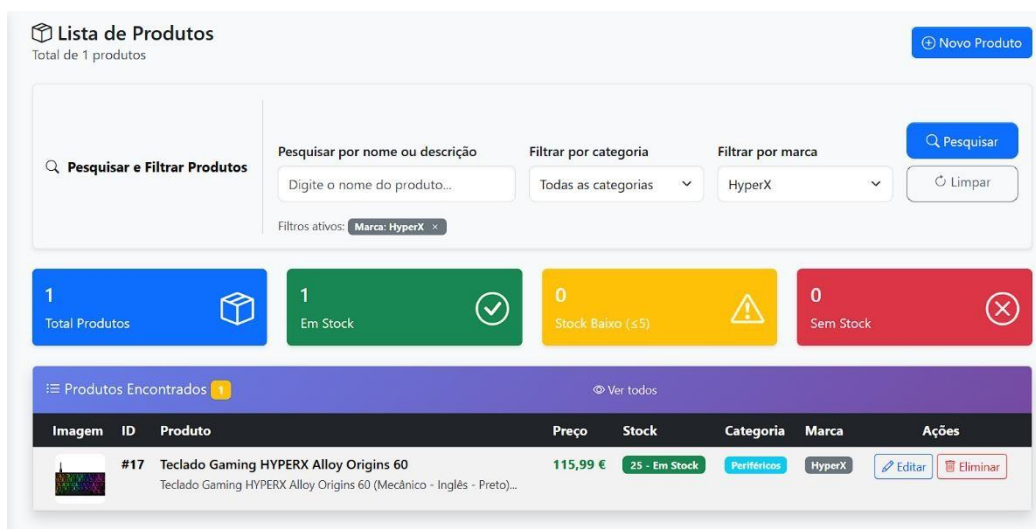 Lista de Produtos
Total de 1 produtos
Novo Produto
Pesquisar e Filtrar Produtos
Pesquisar por nome ou descrição
Digite o nome do produto...
Filtrar por categoria
Todas as categorias
Filtrar por marca
HyperX
Pesquisar
Limpar
Filtros ativos: Marca: HyperX ×
1
Total Produtos
1
Em Stock
0
Stock Baixo (≤5)
0
Sem Stock
Produtos Encontrados 1
Ver todos
Imagem ID Produto Preço Stock Categoria Marca Ações
#17 Teclado Gaming HYPERX Alloy Origins 60 115,99 € 25 - Em Stock Periféricos HyperX Editar Eliminar
Teclado Gaming HYPERX Alloy Origins 60 (Mecânico - Inglês - Preto)...